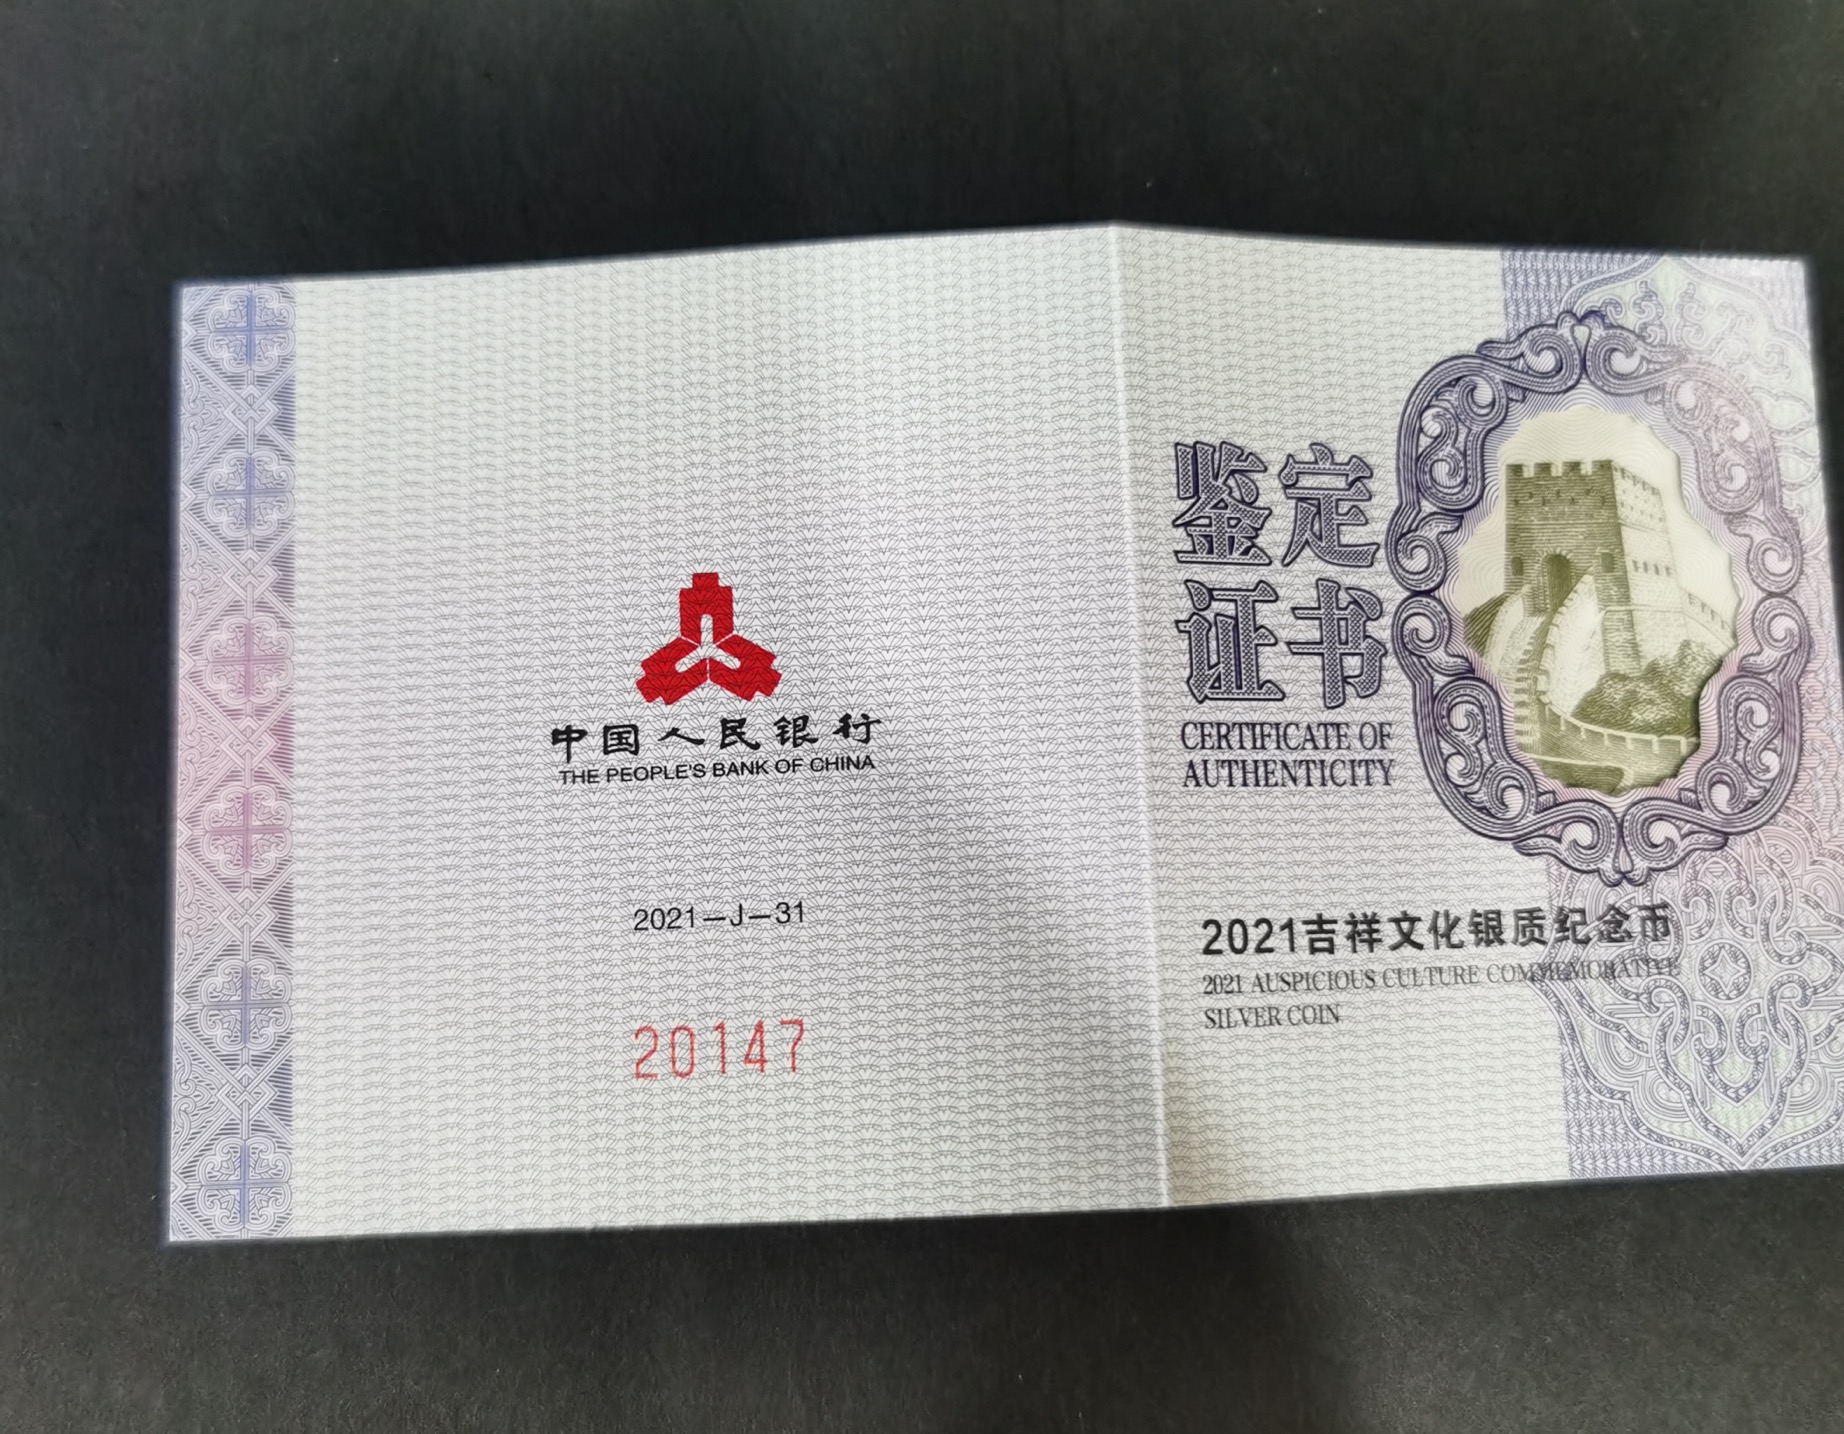 中国人民银行
THE PEOPLE'S BANK OF CHINA
2021—J—31
20147
鉴定
证书
CERTIFICATE OF
AUTHENTICITY
2021吉祥文化银质纪念币
2021 AUSPICIOUS CULTURE COMMEMORATIVE
SILVER COIN